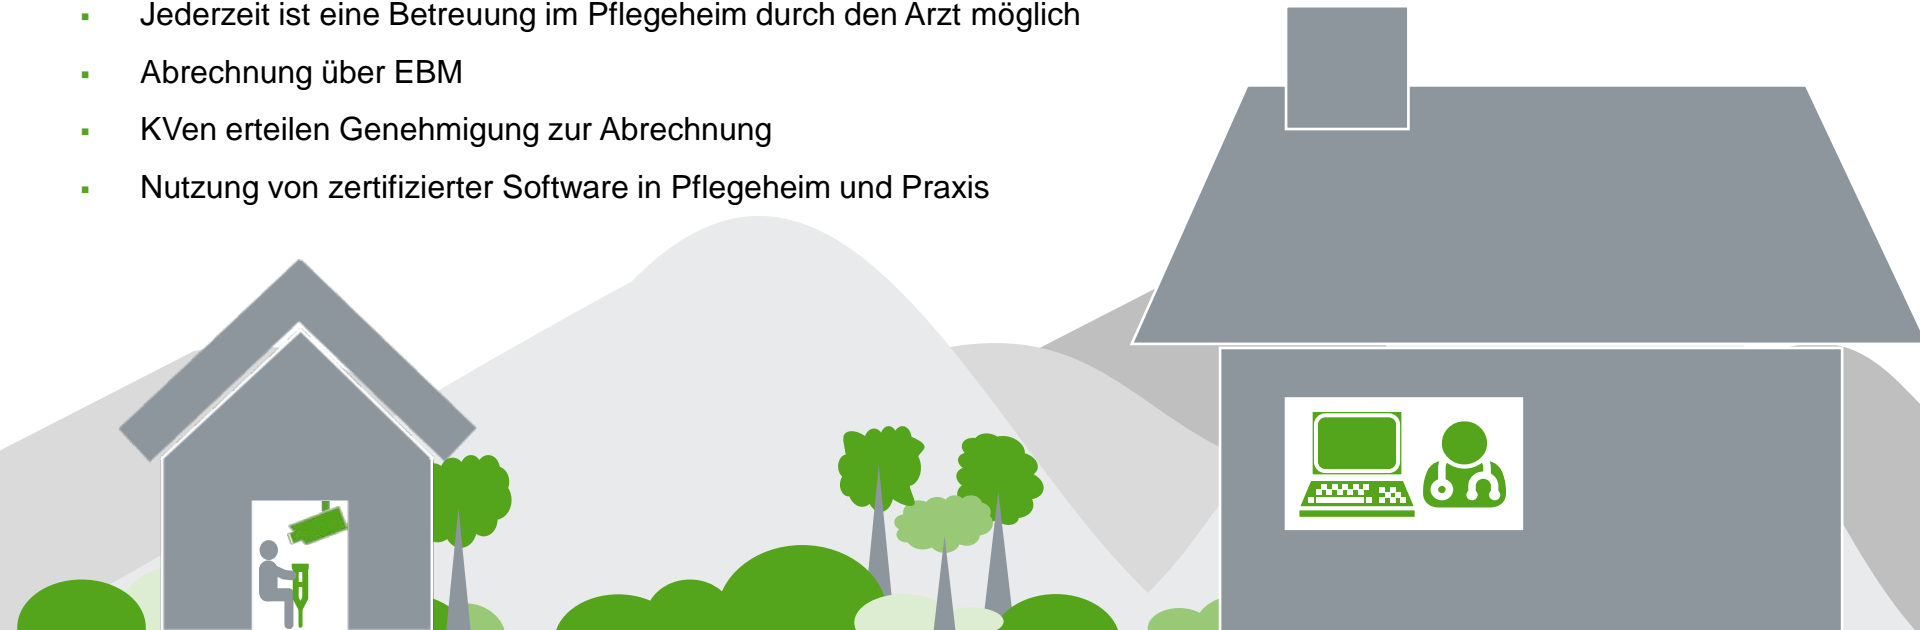 Jederzeit ist eine Betreuung im Pflegeheim durch den Arzt möglich
Abrechnung über EBM
KVen erteilen Genehmigung zur Abrechnung
Nutzung von zertifizierter Software in Pflegeheim und Praxis